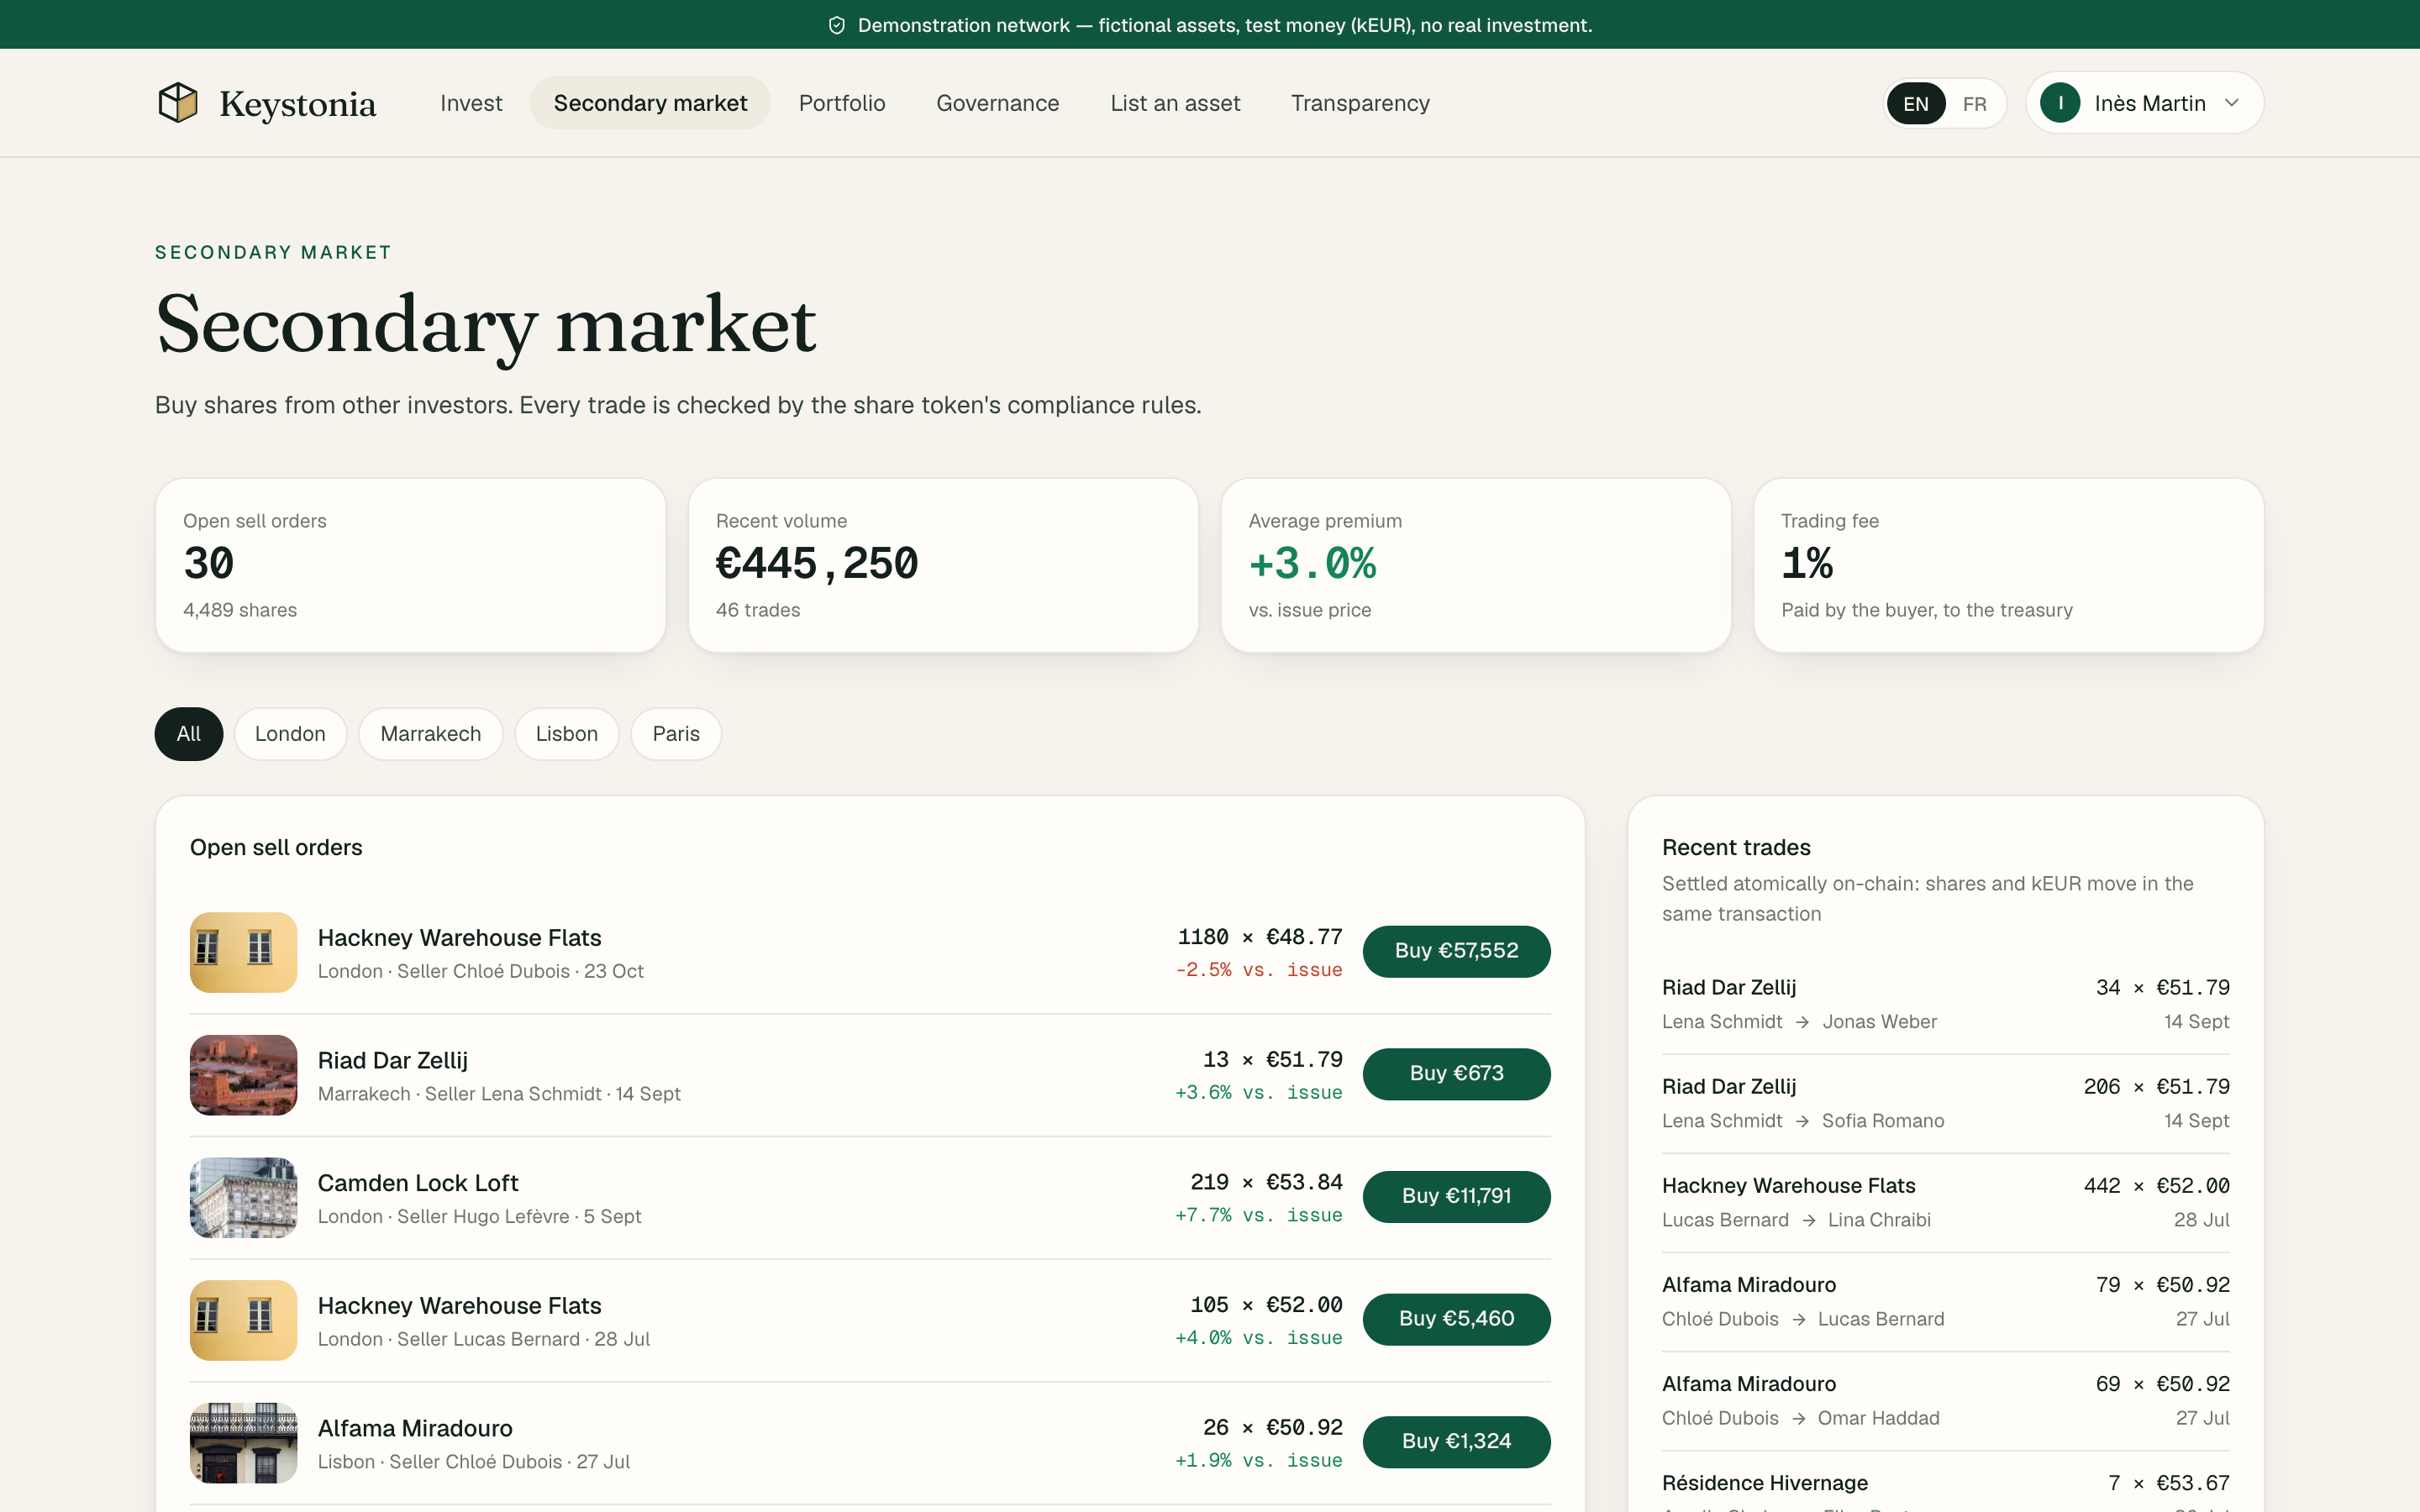 Demonstration network — fictional assets, test money (kEUR), no real investment.
Keystonia
Invest
Secondary market
Portfolio
Governance
List an asset
Transparency
EN
FR
I
Inès Martin
SECONDARY MARKET
Secondary market
Buy shares from other investors. Every trade is checked by the share token's compliance rules.
Open sell orders
30
4,489 shares
Recent volume
€445,250
46 trades
Average premium
+3.0%
vs. issue price
Trading fee
1%
Paid by the buyer, to the treasury
All
London
Marrakech
Lisbon
Paris
Open sell orders
Hackney Warehouse Flats
London · Seller Chloé Dubois · 23 Oct
1180 × €48.77
-2.5% vs. issue
Buy €57,552
Riad Dar Zellij
Marrakech · Seller Lena Schmidt · 14 Sept
13 × €51.79
+3.6% vs. issue
Buy €673
Camden Lock Loft
London · Seller Hugo Lefèvre · 5 Sept
219 × €53.84
+7.7% vs. issue
Buy €11,791
Hackney Warehouse Flats
London · Seller Lucas Bernard · 28 Jul
105 × €52.00
+4.0% vs. issue
Buy €5,460
Alfama Miradouro
Lisbon · Seller Chloé Dubois · 27 Jul
26 × €50.92
+1.9% vs. issue
Buy €1,324
Recent trades
Settled atomically on-chain: shares and kEUR move in the
same transaction
Riad Dar Zellij
34 × €51.79
Lena Schmidt → Jonas Weber
14 Sept
Riad Dar Zellij
206 × €51.79
Lena Schmidt → Sofia Romano
14 Sept
Hackney Warehouse Flats
442 × €52.00
Lucas Bernard → Lina Chraibi
28 Jul
Alfama Miradouro
79 × €50.92
Chloé Dubois → Lucas Bernard
27 Jul
Alfama Miradouro
69 × €50.92
Chloé Dubois → Omar Haddad
27 Jul
Résidence Hivernage
7 × €53.67